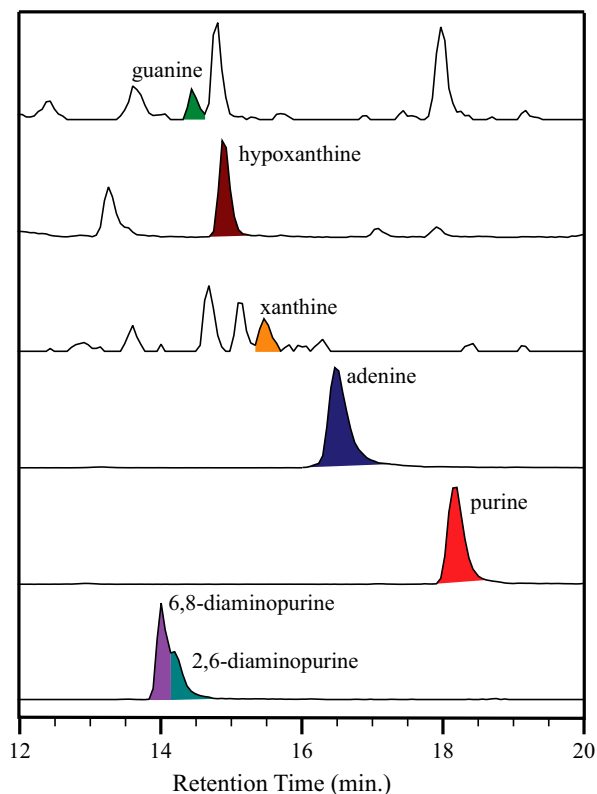 guanine
hypoxanthine
xanthine
adenine
purine
6,8-diaminopurine
2,6-diaminopurine
12 14 16 18 20
Retention Time (min.)